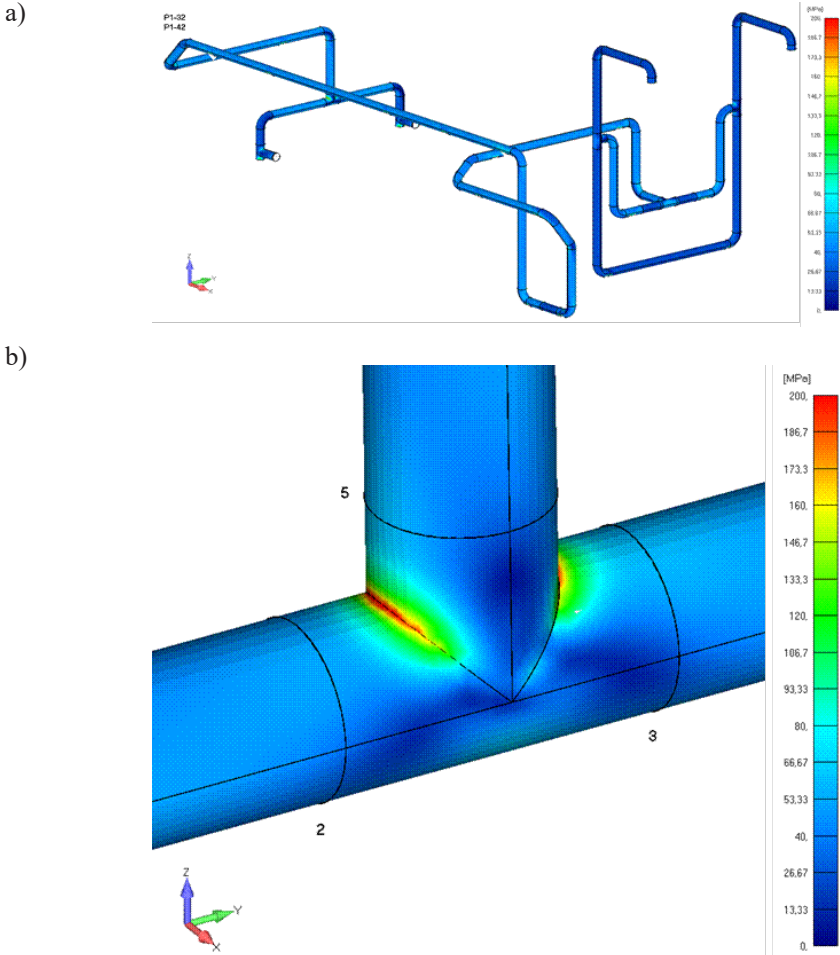 a)
P1-32
P1-42
[MPa]
200,
186,7
173,3
160,
146,7
133,3
120,
106,7
93,33
80,
66,67
53,33
40,
26,67
13,33
0,
Z
Y
X
b)
[MPa]
200,
186,7
173,3
160,
146,7
133,3
120,
106,7
93,33
80,
66,67
53,33
40,
26,67
13,33
0,
5
3
2
Z
Y
X